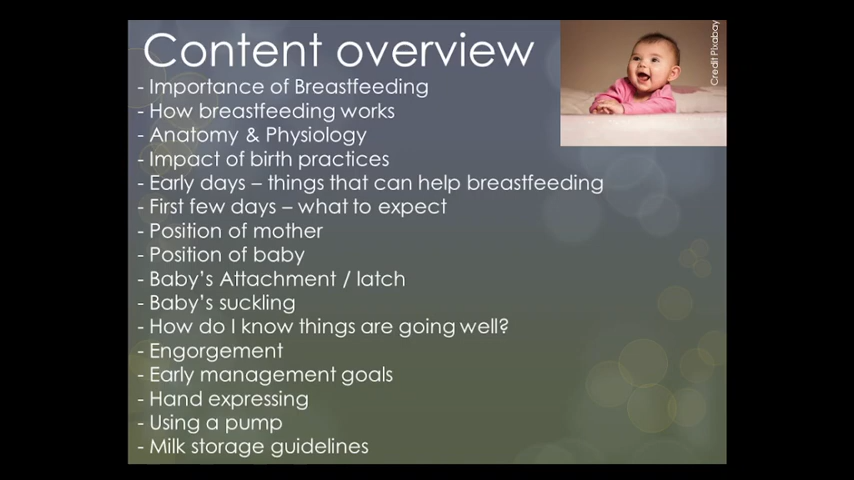 Content overview
- Importance of Breastfeeding
- How breastfeeding works
- Anatomy & Physiology
- Impact of birth practices
- Early days – things that can help breastfeeding
- First few days – what to expect
- Position of mother
- Position of baby
- Baby's Attachment / latch
- Baby's suckling
- How do I know things are going well?
- Engorgement
- Early management goals
- Hand expressing
- Using a pump
- Milk storage guidelines
Credit Pixabay